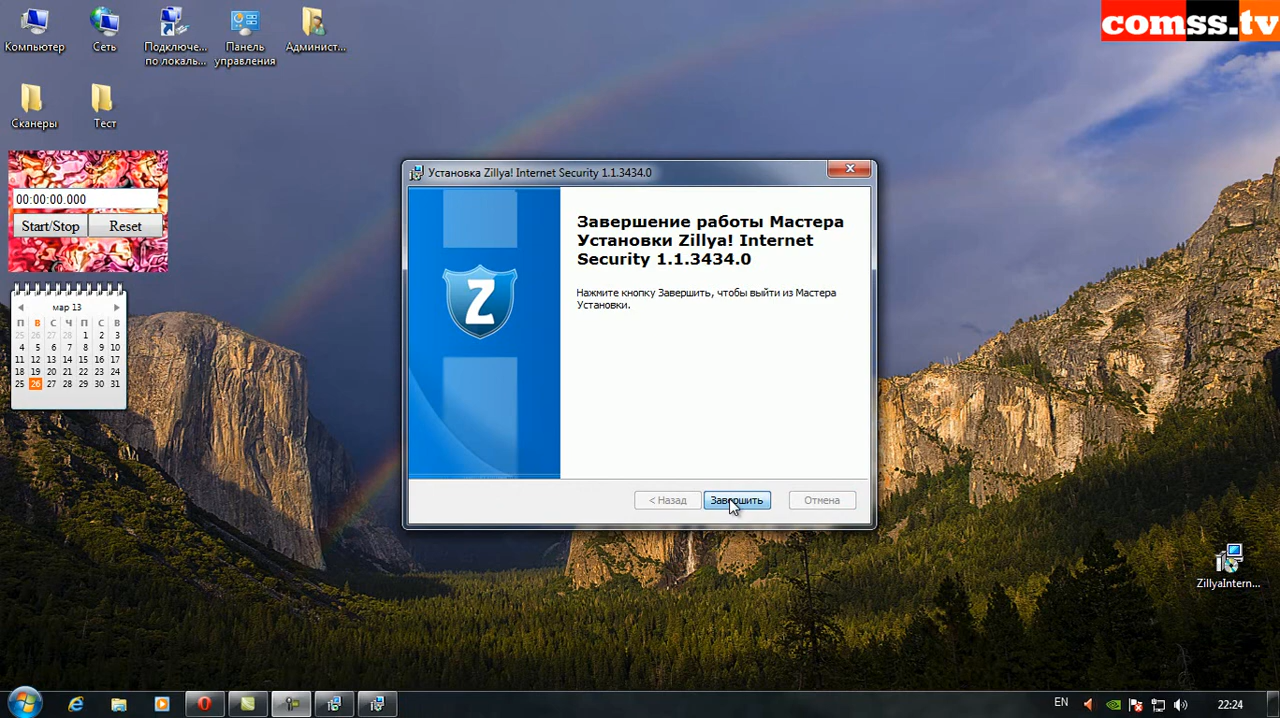 Компьютер
Сеть
Подключе...
по локаль...
Панель
управления
Админист...
comss.tv
Сканеры
Тест
00:00:00.000
Start/Stop
Reset
мар 13
П В С Ч П С В
25 26 27 28 1 2 3
4 5 6 7 8 9 10
11 12 13 14 15 16 17
18 19 20 21 22 23 24
25 26 27 28 29 30 31
Установка Zillya! Internet Security 1.1.3434.0
Z
Завершение работы Мастера
Установки Zillya! Internet
Security 1.1.3434.0
Нажмите кнопку Завершить, чтобы выйти из Мастера
Установки.
< Назад
Завершить
Отмена
ZillyaIntern...
EN
22:24